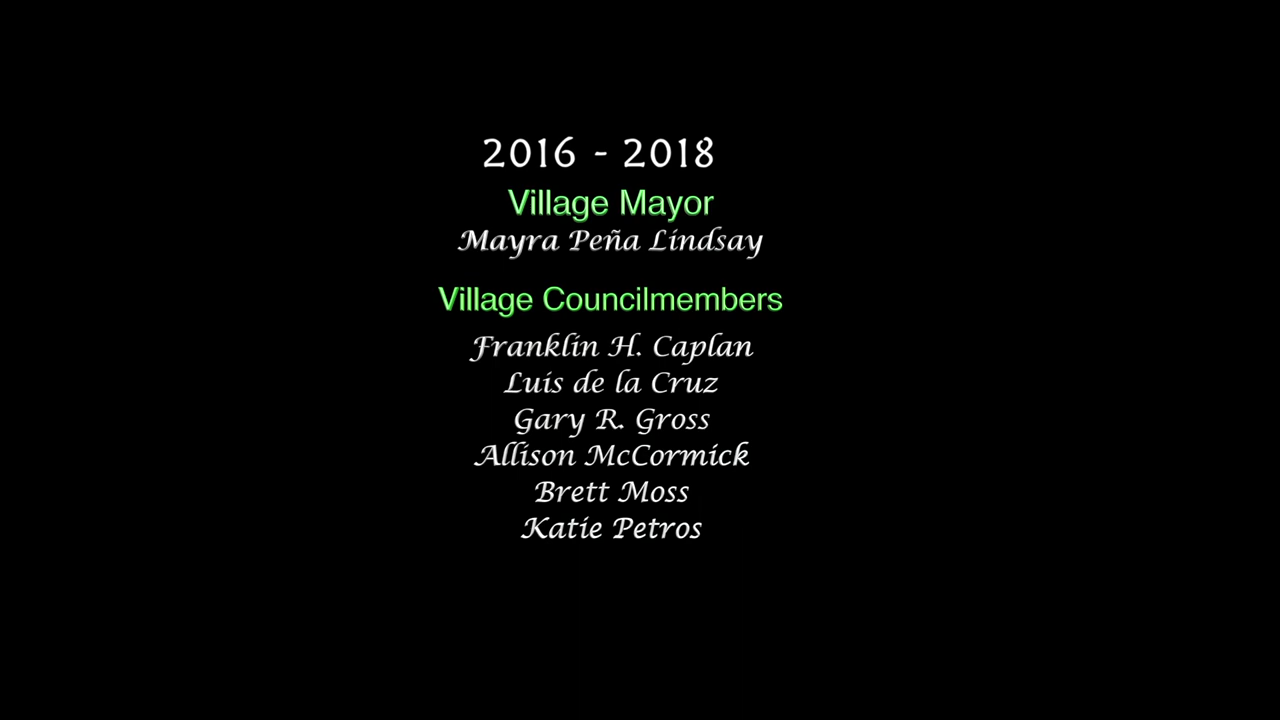 2016 - 2018
Village Mayor
Mayra Peña Lindsay
Village Councilmembers
Franklin H. Caplan
Luis de la Cruz
Gary R. Gross
Allison McCormick
Brett Moss
Katie Petros